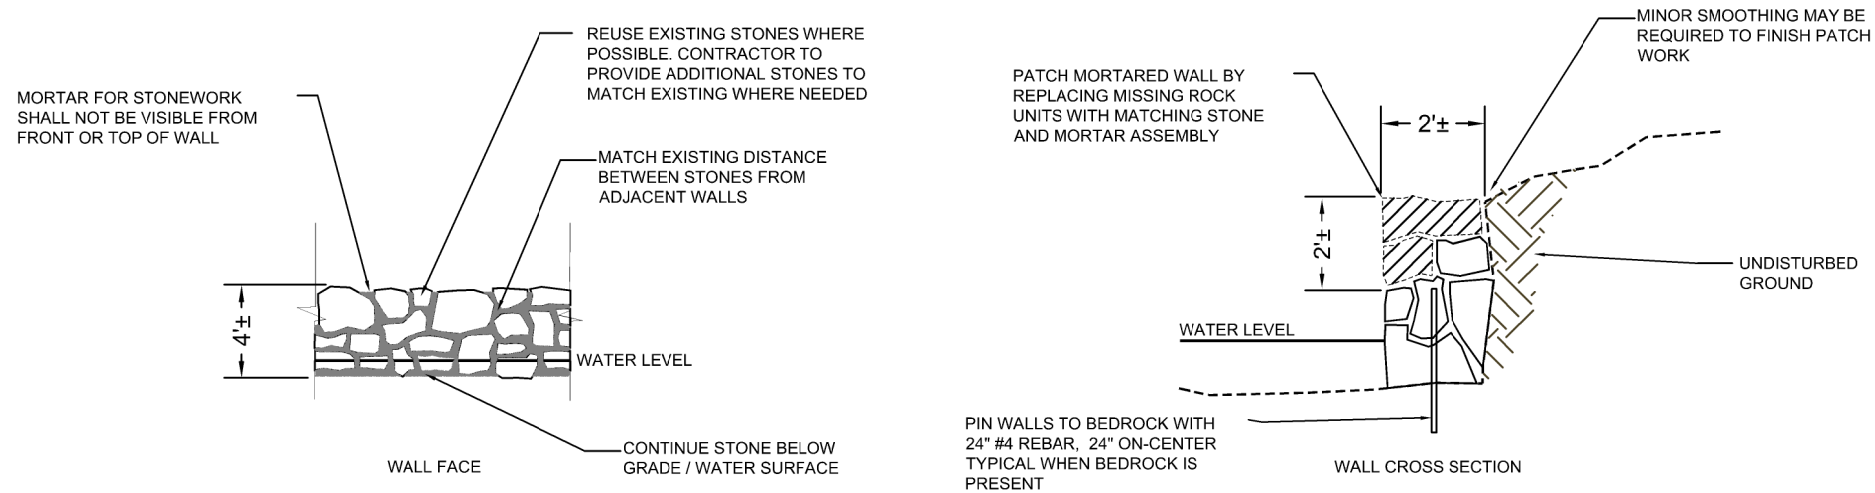 REUSE EXISTING STONES WHERE
POSSIBLE. CONTRACTOR TO
PROVIDE ADDITIONAL STONES TO
MATCH EXISTING WHERE NEEDED
MORTAR FOR STONEWORK
SHALL NOT BE VISIBLE FROM
FRONT OR TOP OF WALL
MATCH EXISTING DISTANCE
BETWEEN STONES FROM
ADJACENT WALLS
4'±
WATER LEVEL
CONTINUE STONE BELOW
GRADE / WATER SURFACE
WALL FACE
MINOR SMOOTHING MAY BE
REQUIRED TO FINISH PATCH
WORK
PATCH MORTARED WALL BY
REPLACING MISSING ROCK
UNITS WITH MATCHING STONE
AND MORTAR ASSEMBLY
2'±
2'±
UNDISTURBED
GROUND
WATER LEVEL
PIN WALLS TO BEDROCK WITH
24" #4 REBAR, 24" ON-CENTER
TYPICAL WHEN BEDROCK IS
PRESENT
WALL CROSS SECTION